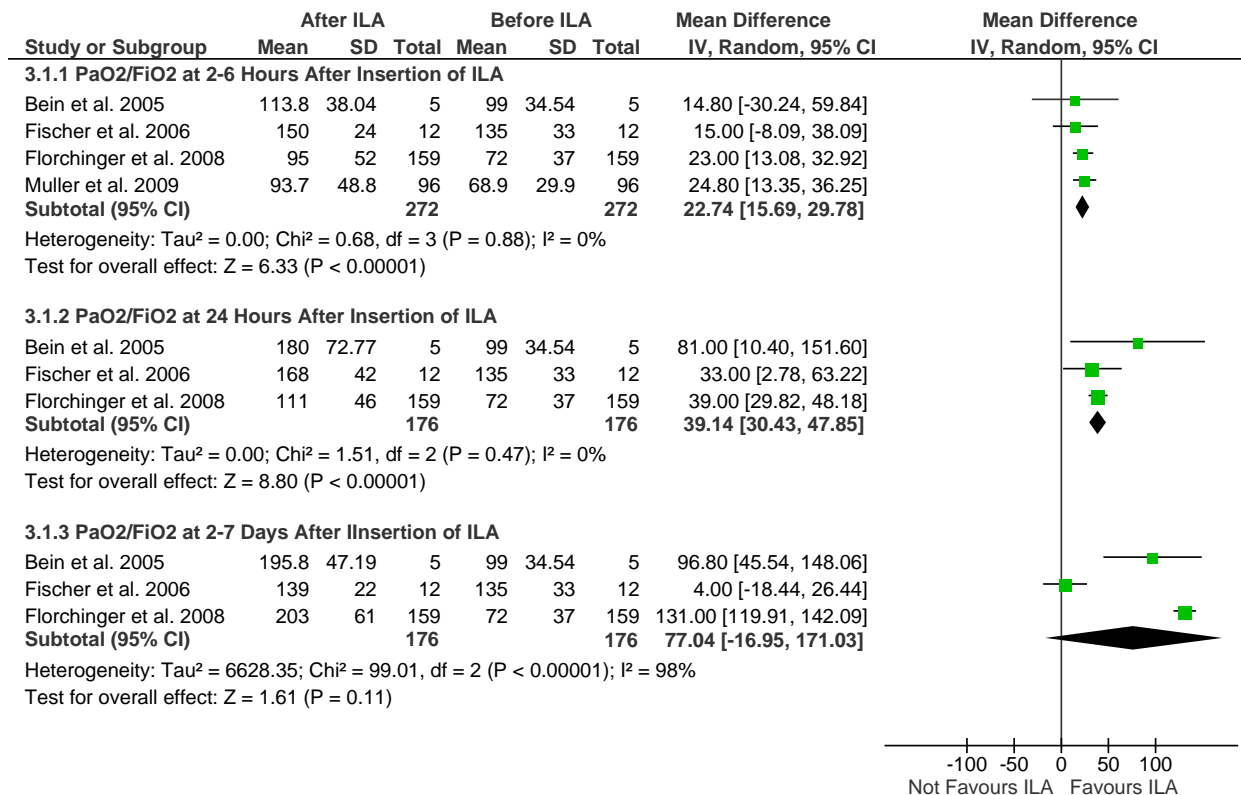 After ILA Before ILA Mean Difference Mean Difference
Study or Subgroup Mean SD Total Mean SD Total IV, Random, 95% CI IV, Random, 95% CI
3.1.1 PaO2/FiO2 at 2-6 Hours After Insertion of ILA
Bein et al. 2005 113.8 38.04 5 99 34.54 5 14.80 [-30.24, 59.84]
Fischer et al. 2006 150 24 12 135 33 12 15.00 [-8.09, 38.09]
Florchinger et al. 2008 95 52 159 72 37 159 23.00 [13.08, 32.92]
Muller et al. 2009 93.7 48.8 96 68.9 29.9 96 24.80 [13.35, 36.25]
Subtotal (95% CI) 272 272 22.74 [15.69, 29.78]
Heterogeneity: Tau² = 0.00; Chi² = 0.68, df = 3 (P = 0.88); I² = 0%
Test for overall effect: Z = 6.33 (P < 0.00001)
3.1.2 PaO2/FiO2 at 24 Hours After Insertion of ILA
Bein et al. 2005 180 72.77 5 99 34.54 5 81.00 [10.40, 151.60]
Fischer et al. 2006 168 42 12 135 33 12 33.00 [2.78, 63.22]
Florchinger et al. 2008 111 46 159 72 37 159 39.00 [29.82, 48.18]
Subtotal (95% CI) 176 176 39.14 [30.43, 47.85]
Heterogeneity: Tau² = 0.00; Chi² = 1.51, df = 2 (P = 0.47); I² = 0%
Test for overall effect: Z = 8.80 (P < 0.00001)
3.1.3 PaO2/FiO2 at 2-7 Days After IInsertion of ILA
Bein et al. 2005 195.8 47.19 5 99 34.54 5 96.80 [45.54, 148.06]
Fischer et al. 2006 139 22 12 135 33 12 4.00 [-18.44, 26.44]
Florchinger et al. 2008 203 61 159 72 37 159 131.00 [119.91, 142.09]
Subtotal (95% CI) 176 176 77.04 [-16.95, 171.03]
Heterogeneity: Tau² = 6628.35; Chi² = 99.01, df = 2 (P < 0.00001); I² = 98%
Test for overall effect: Z = 1.61 (P = 0.11)
-100 -50 0 50 100
Not Favours ILA Favours ILA